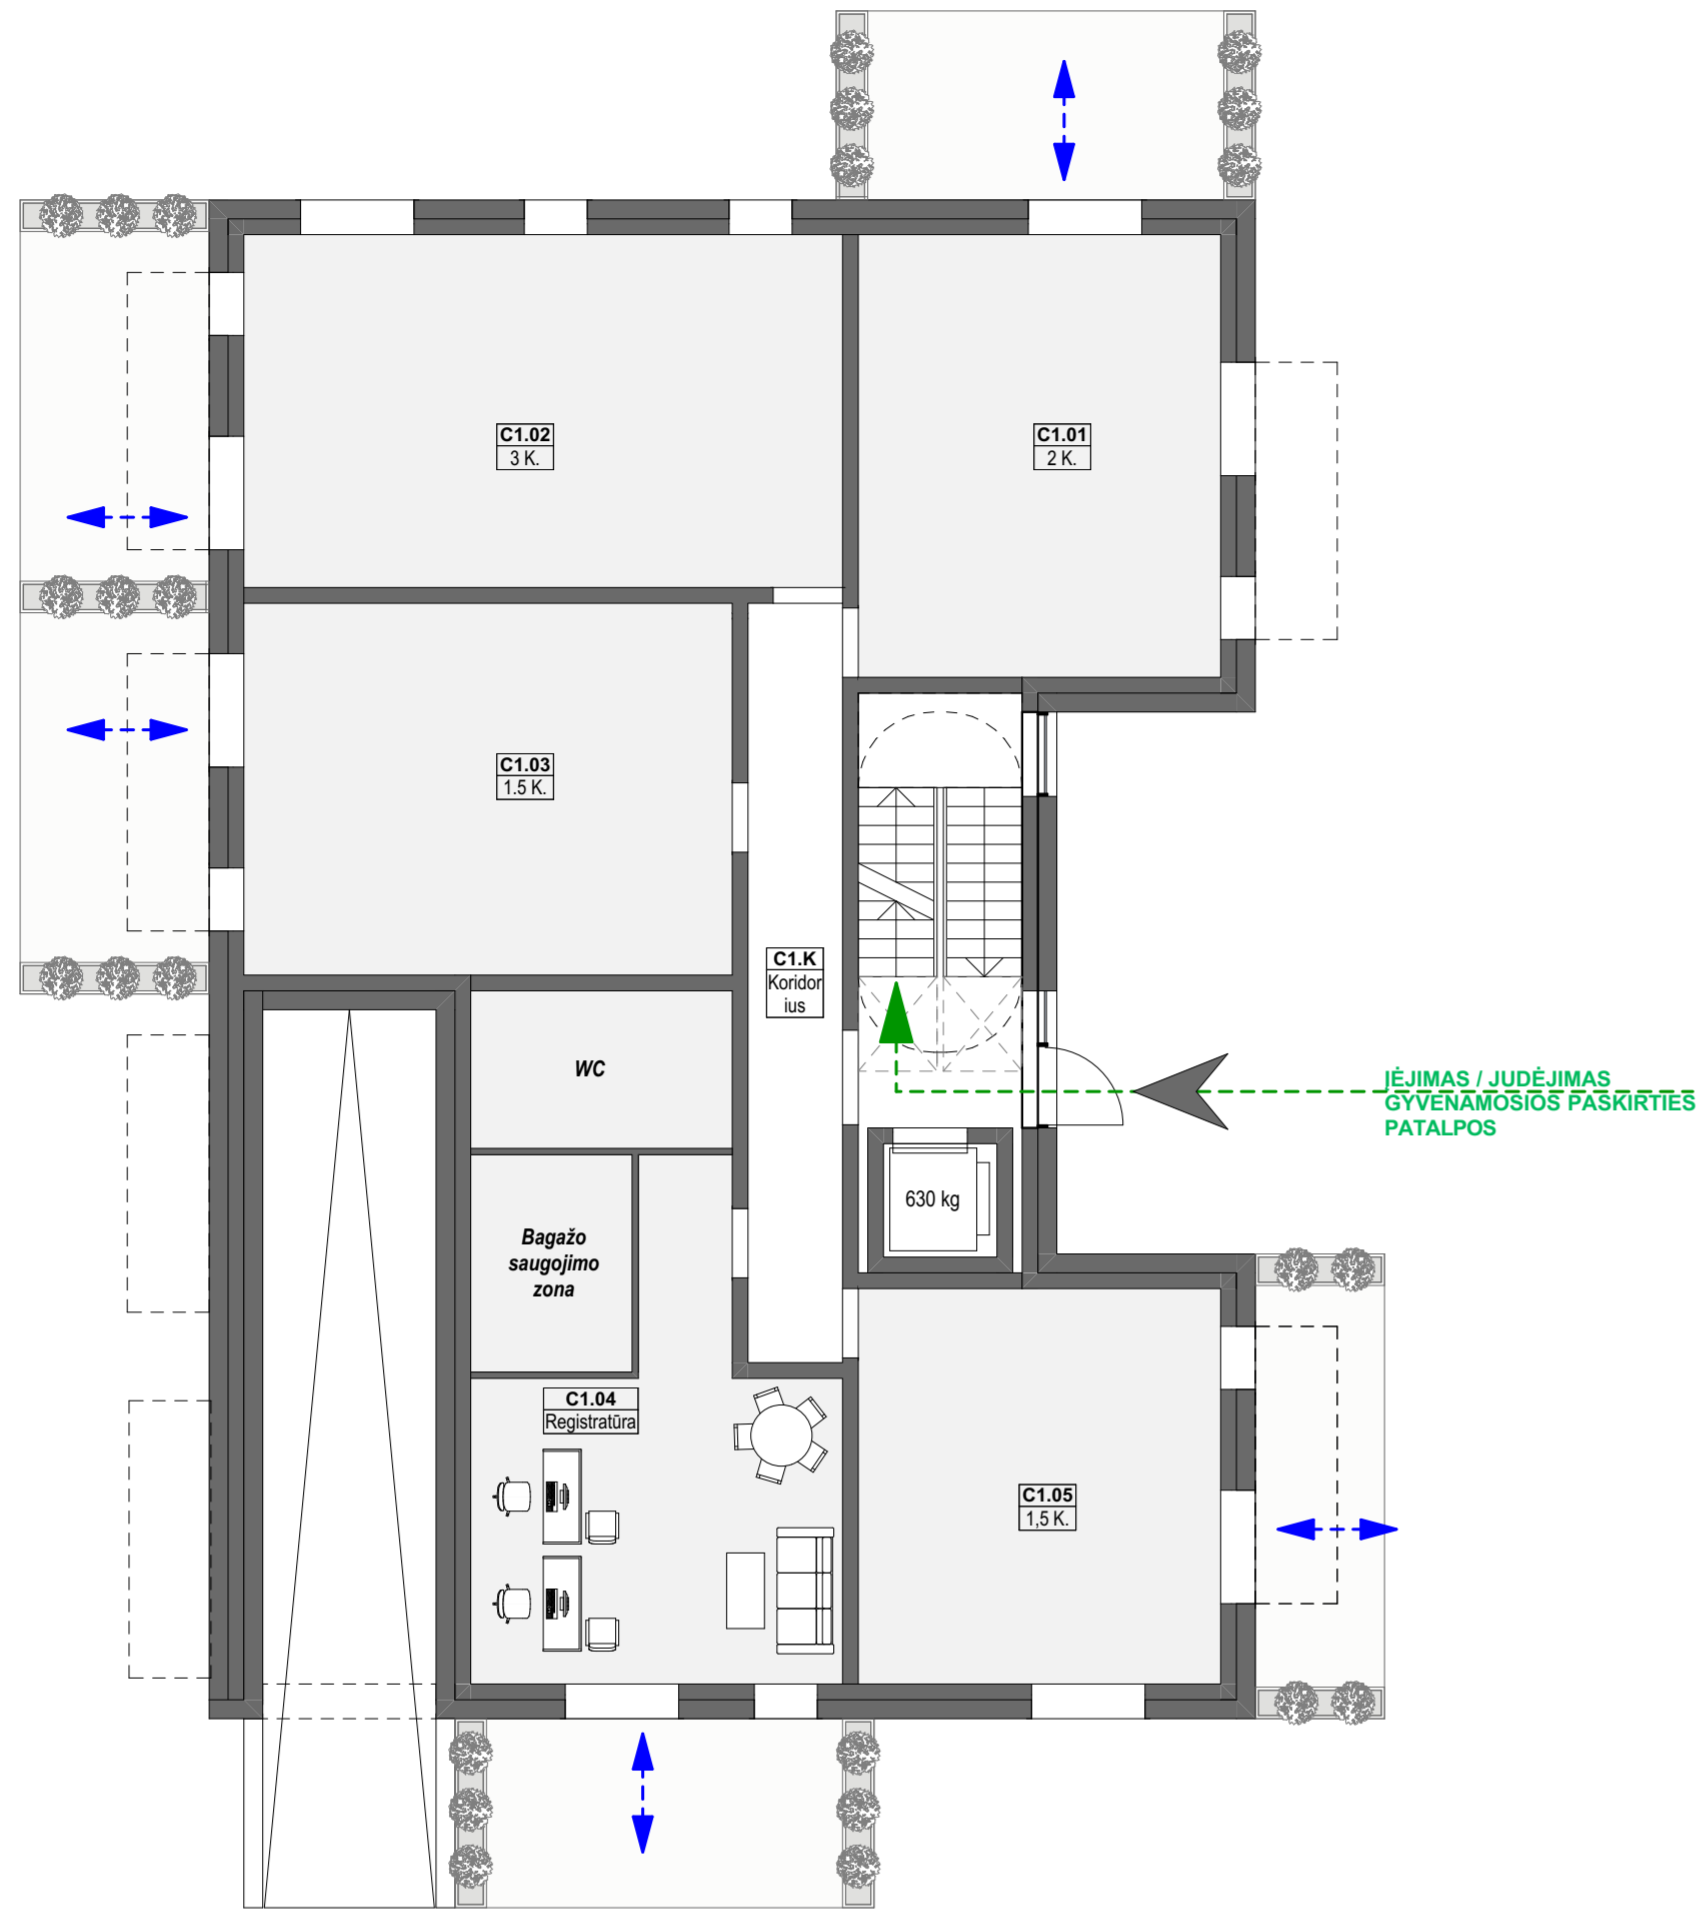 C1.02
3 K.
C1.01
2 K.
C1.03
1.5 K.
C1.K
Koridor
ius
WC
ĮĖJIMAS / JUDĖJIMAS
GYVENAMOSIOS PASKIRTIES
PATALPOS
630 kg
Bagažo
saugojimo
zona
C1.04
Registratūra
C1.05
1,5 K.